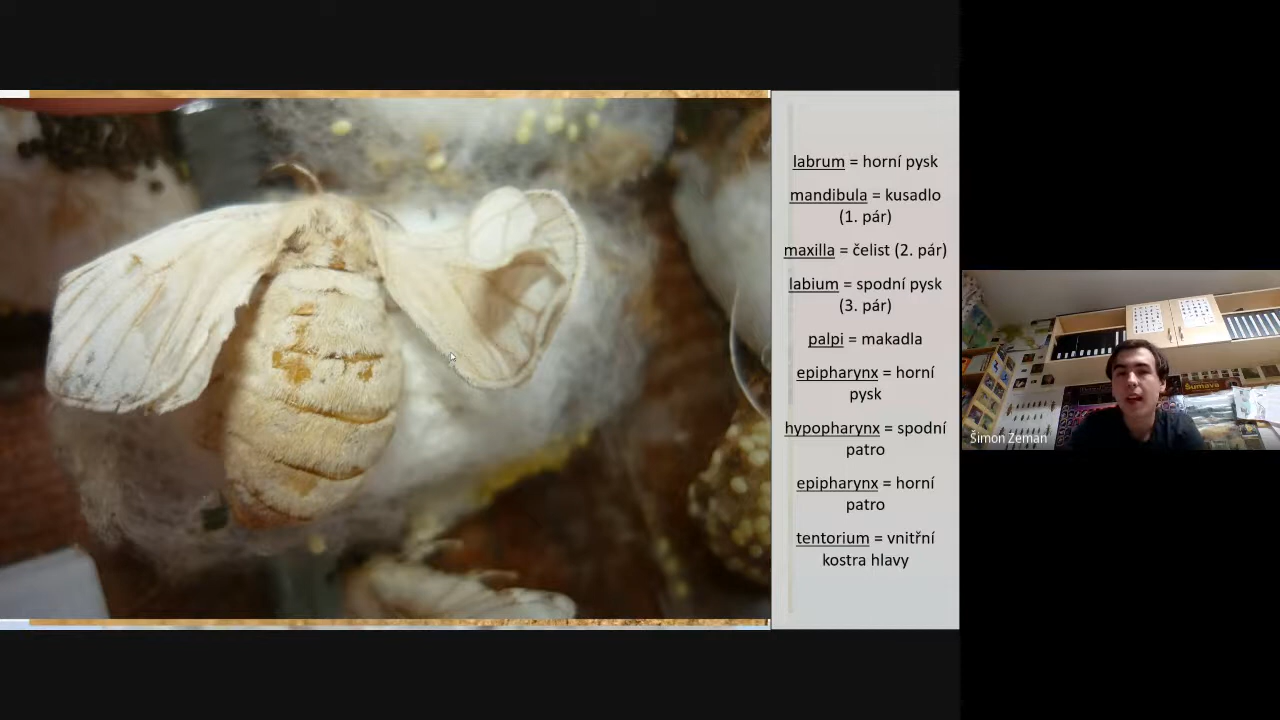 labrum = horní pysk
mandibula = kusadlo
(1. pár)
maxilla = čelist (2. pár)
labium = spodní pysk
(3. pár)
palpi = makadla
epipharynx = horní
pysk
hypopharynx = spodní
patro
epipharynx = horní
patro
tentorium = vnitřní
kostra hlavy
Šumava
Šimon Zeman